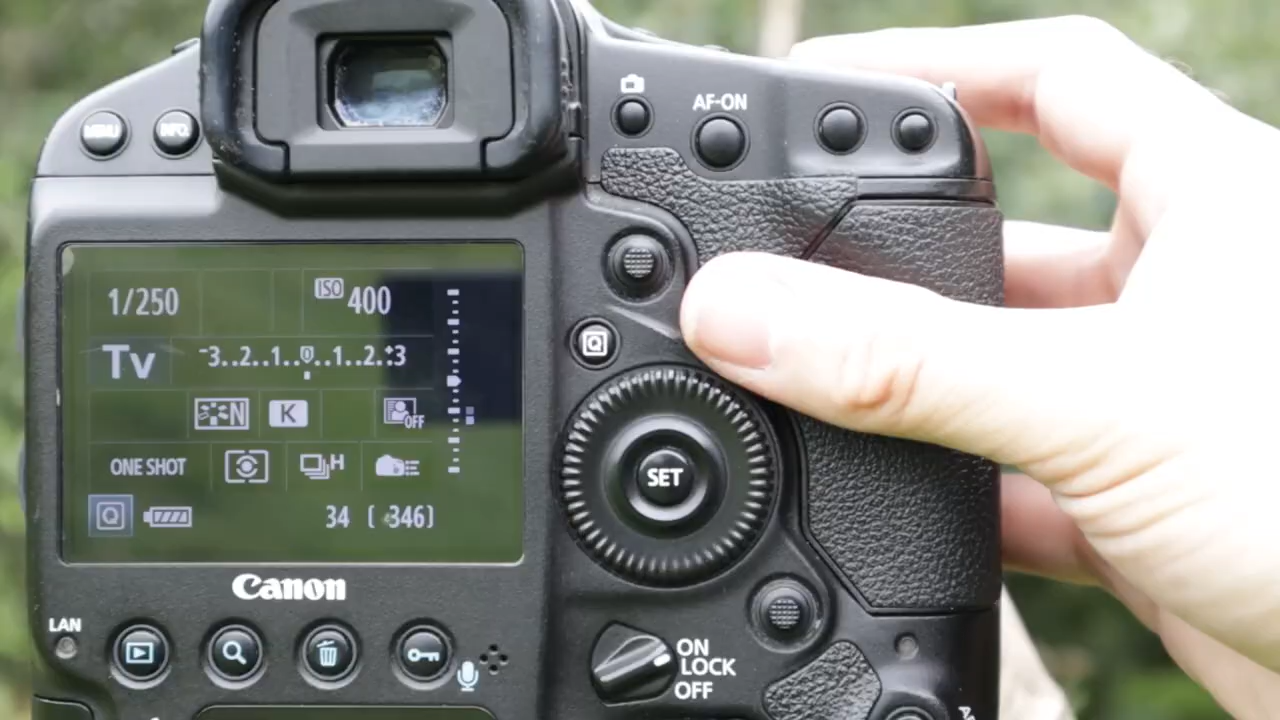 AF-ON
MENU
INFO.
1/250
ISO 400
Tv
-3..2..1..0..1..2.:+3
N
K
OFF
Q
ONE SHOT
H
Q
34 [ 346]
SET
Canon
LAN
ON
LOCK
OFF